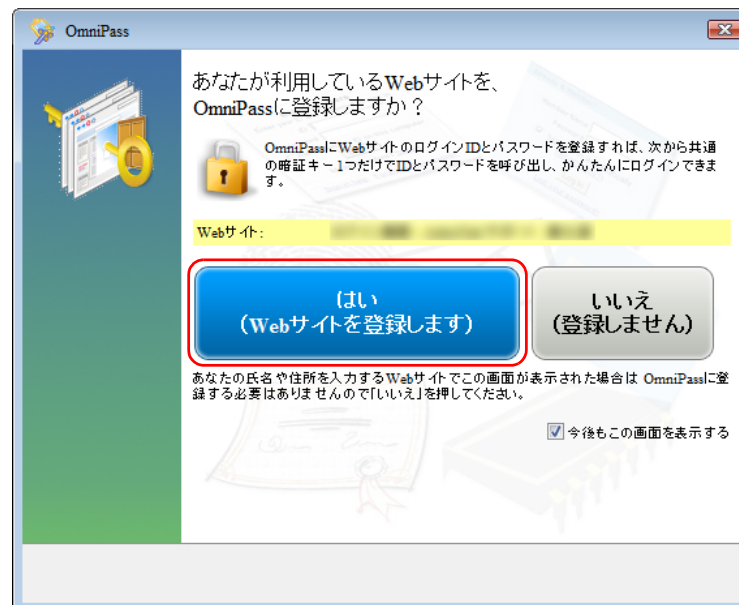 OmniPass
あなたが利用しているWebサイトを、
OmniPassに登録しますか？
OmniPassにWebサイトのログインIDとパスワードを登録すれば、次から共通
の暗証キー1つだけでIDとパスワードを呼び出し、かんたんにログインできま
す。
Webサイト:
はい
（Webサイトを登録します）
いいえ
（登録しません）
あなたの氏名や住所を入力するWebサイトでこの画面が表示された場合は OmniPassに登
録する必要はありませんので「いいえ」を押してください。
今後もこの画面を表示する